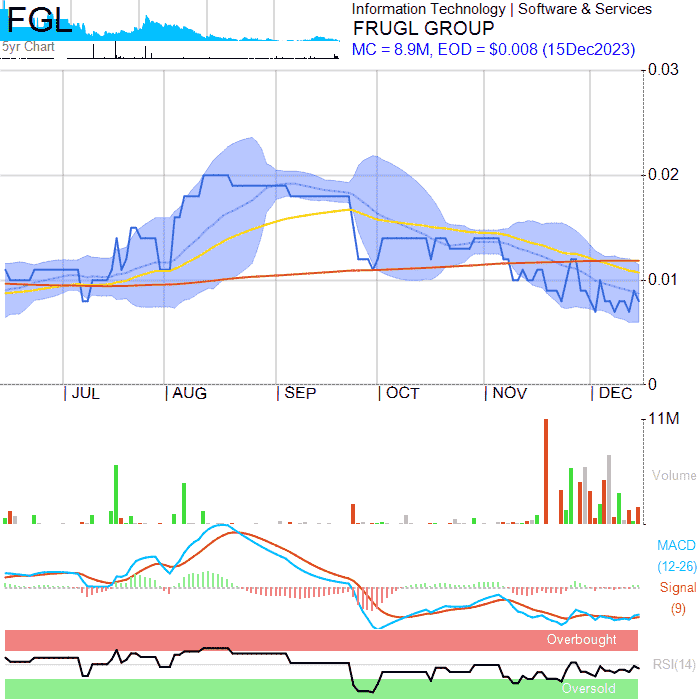 FGL
5yr Chart
Information Technology | Software & Services
FRUGL GROUP
MC = 8.9M, EOD = $0.008 (15Dec2023)
0.03
0.02
0.01
0
JUL AUG SEP OCT NOV DEC
11M
Volume
MACD
(12-26)
Signal
(9)
Overbought
RSI(14)
Oversold